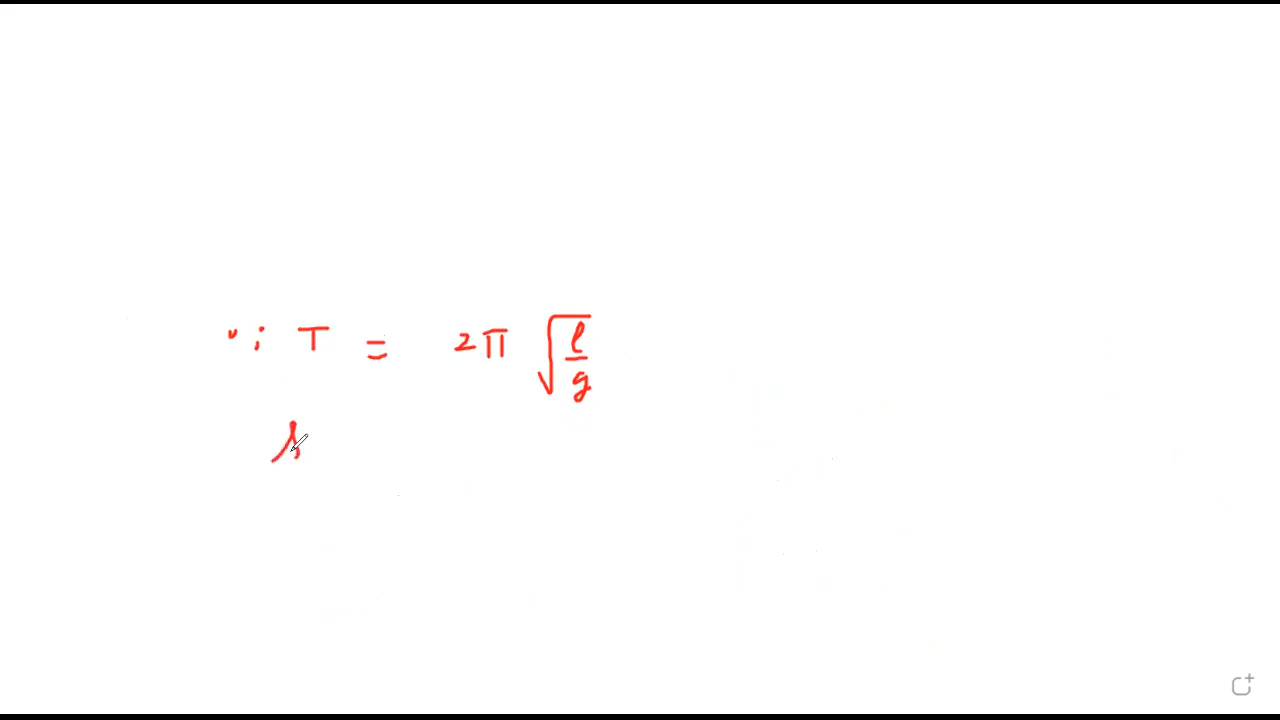 ∵ T = 2π √(l/g)